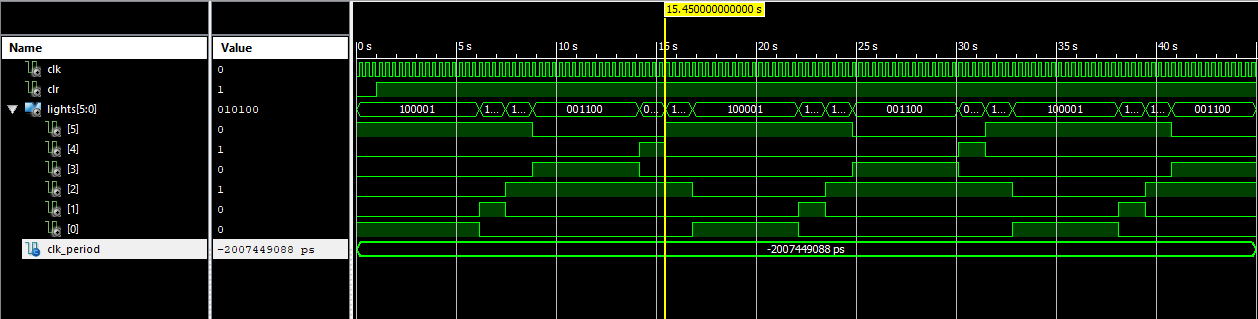 15.450000000000 s
Name Value 0 s 5 s 10 s 15 s 20 s 25 s 30 s 35 s 40 s
clk 0
clr 1
lights[5:0] 010100 100001 1... 1... 001100 0... 1... 100001 1... 1... 001100 0... 1... 100001 1... 1... 001100
[5] 0
[4] 1
[3] 0
[2] 1
[1] 0
[0] 0
clk_period -2007449088 ps -2007449088 ps